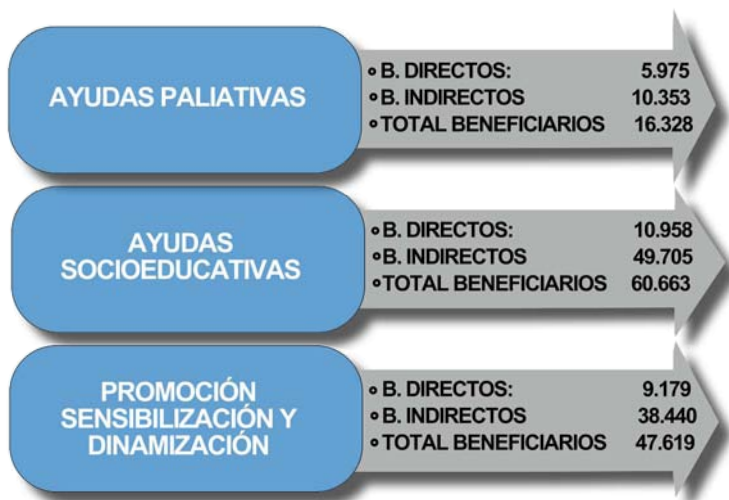 AYUDAS PALIATIVAS
B. DIRECTOS: 5.975
B. INDIRECTOS 10.353
TOTAL BENEFICIARIOS 16.328
AYUDAS
SOCIOEDUCATIVAS
B. DIRECTOS: 10.958
B. INDIRECTOS 49.705
TOTAL BENEFICIARIOS 60.663
PROMOCIÓN
SENSIBILIZACIÓN Y
DINAMIZACIÓN
B. DIRECTOS: 9.179
B. INDIRECTOS 38.440
TOTAL BENEFICIARIOS 47.619